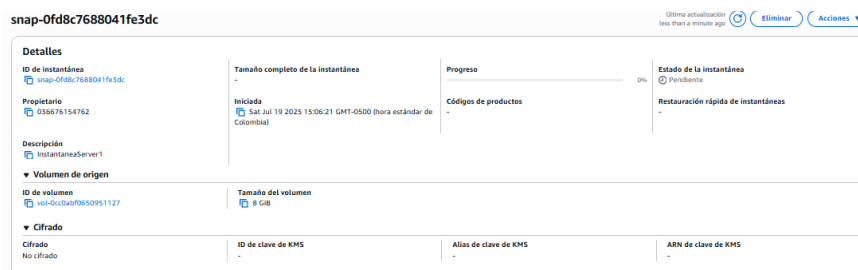 snap-0fd8c7688041fe3dc
Última actualización
less than a minute ago
Eliminar
Acciones
Detalles
ID de instantánea
snap-0fd8c7688041fe3dc
Tamaño completo de la instantánea
-
Progreso
0%
Estado de la instantánea
Pendiente
Propietario
036676154762
Iniciada
Sat Jul 19 2025 15:06:21 GMT-0500 (hora estándar de
Colombia)
Códigos de productos
-
Restauración rápida de instantáneas
-
Descripción
InstantaneaServer1
Volumen de origen
ID de volumen
vol-0cc0abf0650951127
Tamaño del volumen
8 GiB
Cifrado
Cifrado
No cifrado
ID de clave de KMS
-
Alias de clave de KMS
-
ARN de clave de KMS
-